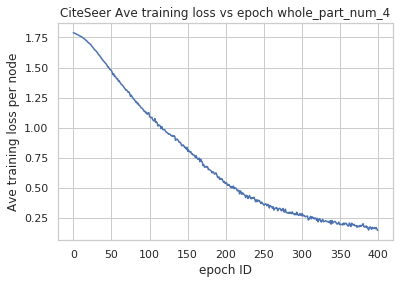 CiteSeer Ave training loss vs epoch whole_part_num_4
Ave training loss per node
1.75
1.50
1.25
1.00
0.75
0.50
0.25
0 50 100 150 200 250 300 350 400
epoch ID